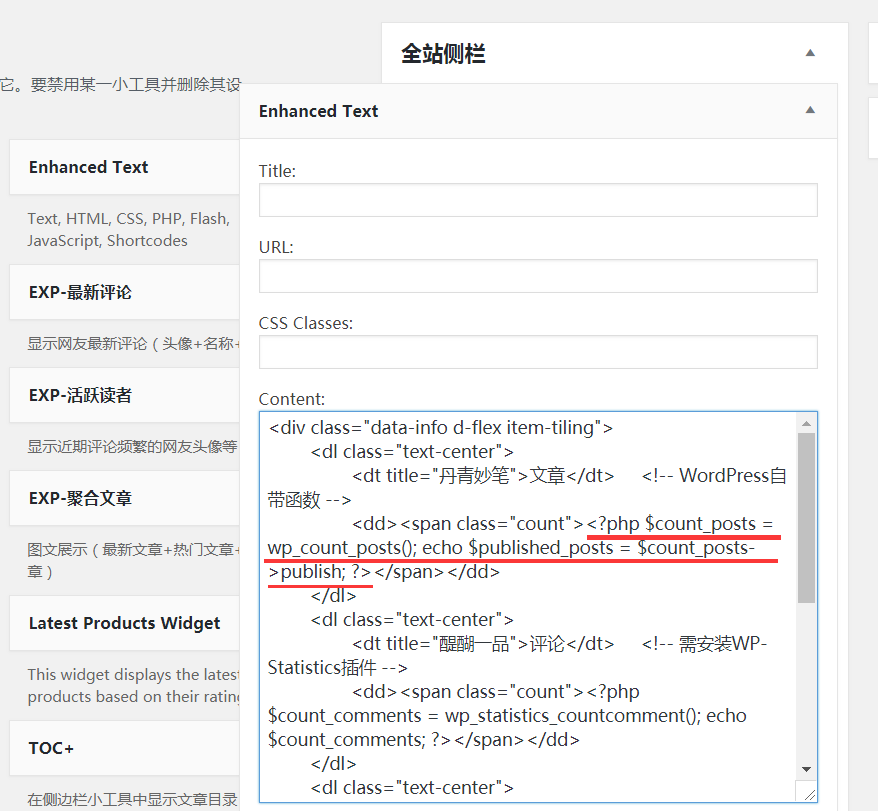 全站侧栏
它。要禁用某一小工具并删除其设
Enhanced Text
Text, HTML, CSS, PHP, Flash,
JavaScript, Shortcodes
EXP-最新评论
显示网友最新评论（头像+名称+
EXP-活跃读者
显示近期评论频繁的网友头像等
EXP-聚合文章
图文展示（最新文章+热门文章+
章）
Latest Products Widget
This widget displays the latest
products based on their rating
TOC+
在侧边栏小工具中显示文章目录
Enhanced Text
Title:
URL:
CSS Classes:
Content:
<div class="data-info d-flex item-tiling">
<dl class="text-center">
<dt title="丹青妙笔">文章</dt> <!-- WordPress自
带函数 -->
<dd><span class="count"><?php $count_posts =
wp_count_posts(); echo $published_posts = $count_posts-
>publish; ?></span></dd>
</dl>
<dl class="text-center">
<dt title="醍醐一品">评论</dt> <!-- 需安装WP-
Statistics插件 -->
<dd><span class="count"><?php
$count_comments = wp_statistics_countcomment(); echo
$count_comments; ?></span></dd>
</dl>
<dl class="text-center">